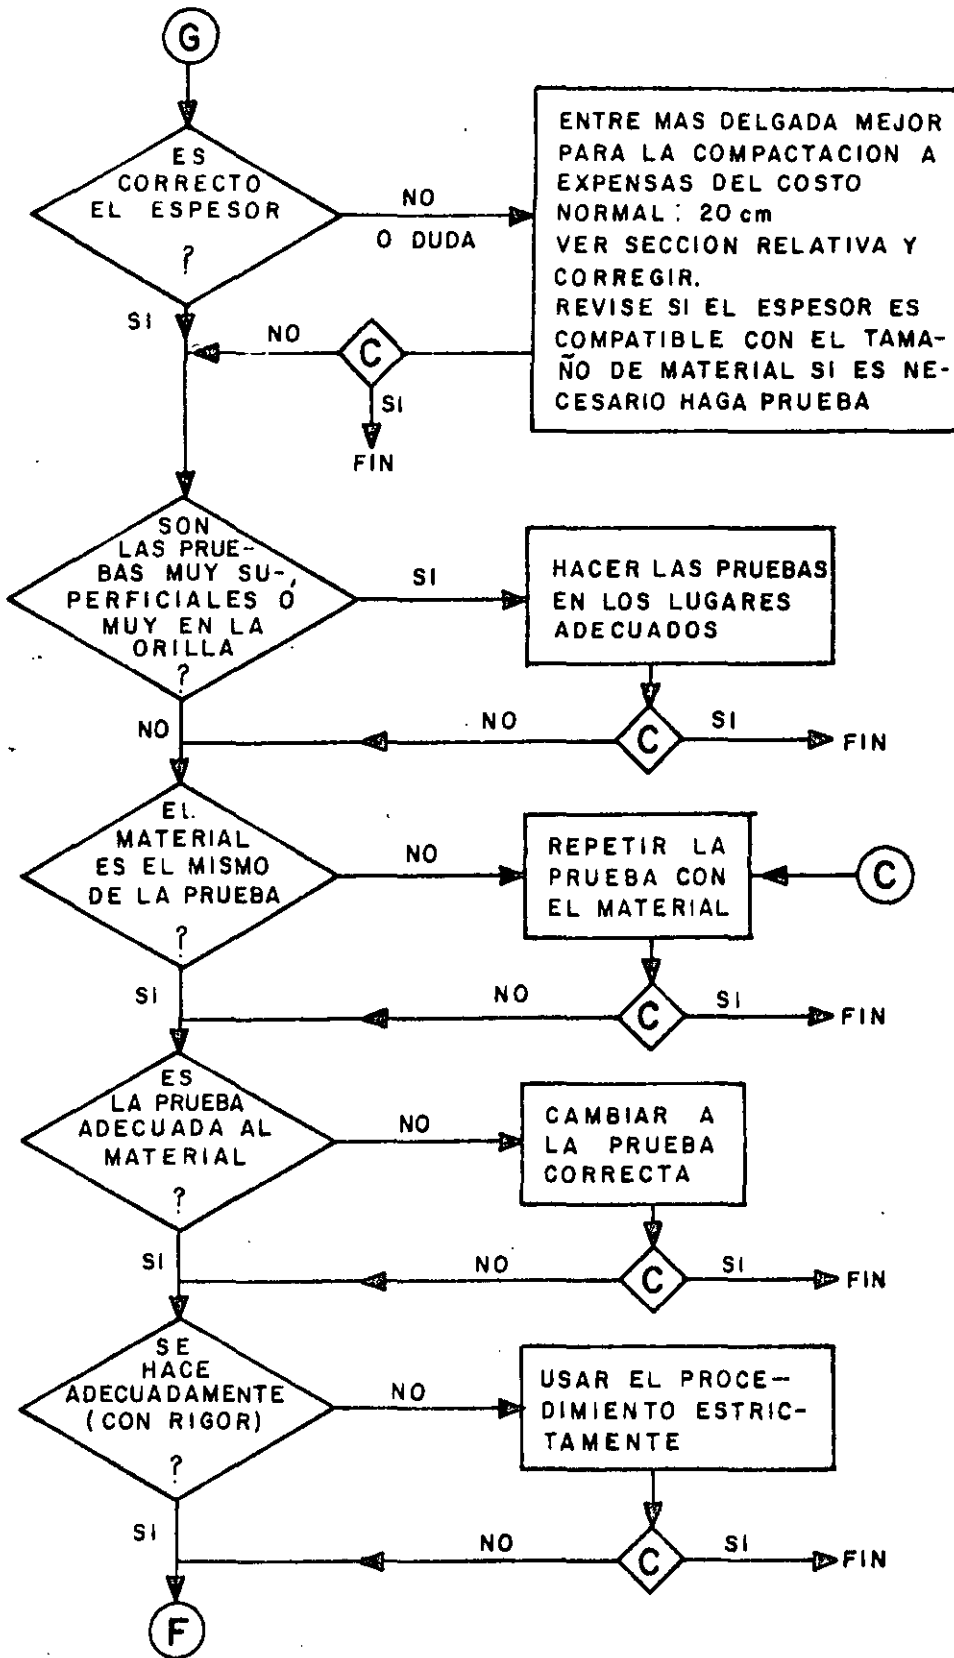 G
ES
CORRECTO
EL ESPESOR
?
NO
O DUDA
ENTRE MAS DELGADA MEJOR
PARA LA COMPACTACION A
EXPENSAS DEL COSTO
NORMAL: 20 cm
VER SECCION RELATIVA Y
CORREGIR.
REVISE SI EL ESPESOR ES
COMPATIBLE CON EL TAMA-
ÑO DE MATERIAL SI ES NE-
CESARIO HAGA PRUEBA
SI
NO
C
SI
FIN
SON
LAS PRUE-
BAS MUY SU-
PERFICIALES Ó
MUY EN LA
ORILLA
?
SI
HACER LAS PRUEBAS
EN LOS LUGARES
ADECUADOS
NO
NO
C
SI
FIN
EL
MATERIAL
ES EL MISMO
DE LA PRUEBA
?
NO
REPETIR LA
PRUEBA CON
EL MATERIAL
C
SI
NO
C
SI
FIN
ES
LA PRUEBA
ADECUADA AL
MATERIAL
?
NO
CAMBIAR A
LA PRUEBA
CORRECTA
SI
NO
C
SI
FIN
SE
HACE
ADECUADAMENTE
(CON RIGOR)
?
NO
USAR EL PROCE-
DIMIENTO ESTRIC-
TAMENTE
SI
NO
C
SI
FIN
F